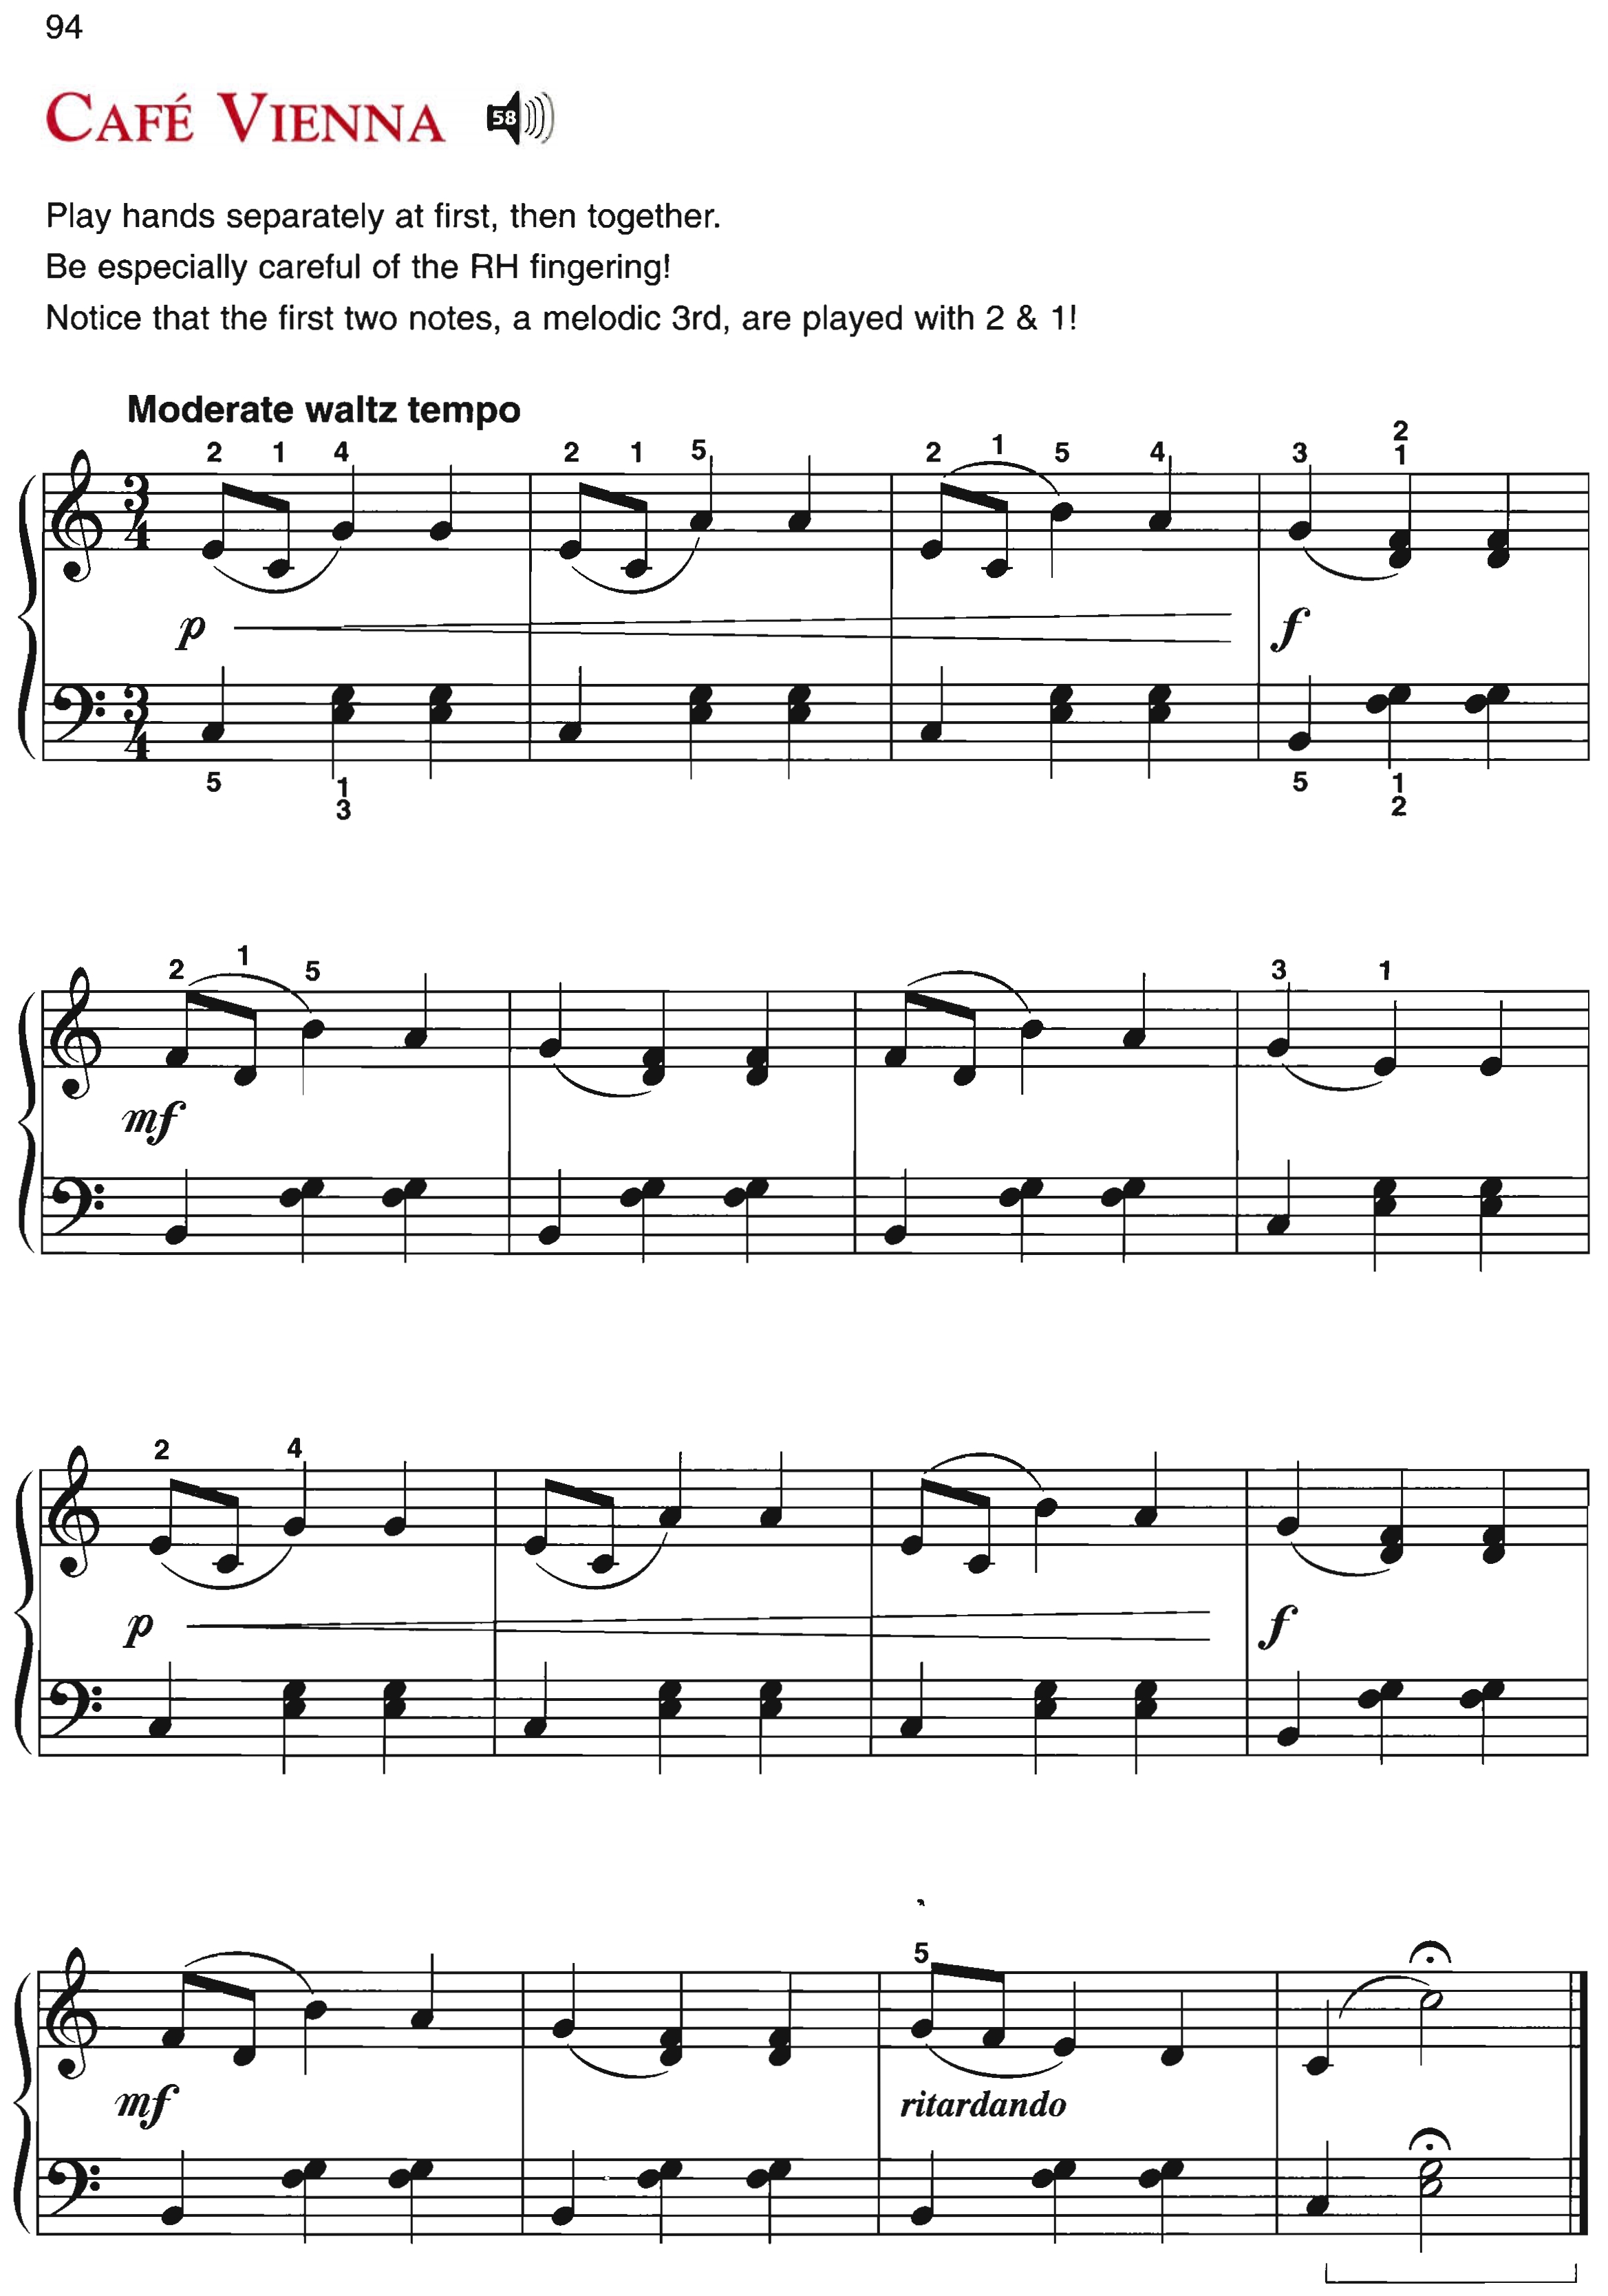 94
CAFÉ VIENNA 58
Play hands separately at first, then together.
Be especially careful of the RH fingering!
Notice that the first two notes, a melodic 3rd, are played with 2 & 1!
Moderate waltz tempo
2 1 4 2 1 5 2 1 5 4 3 2
1
3
4
p f
3
4
5 1 5 1
3 2
2 1 5 3 1
mf
2 4
p f
5
mf ritardando